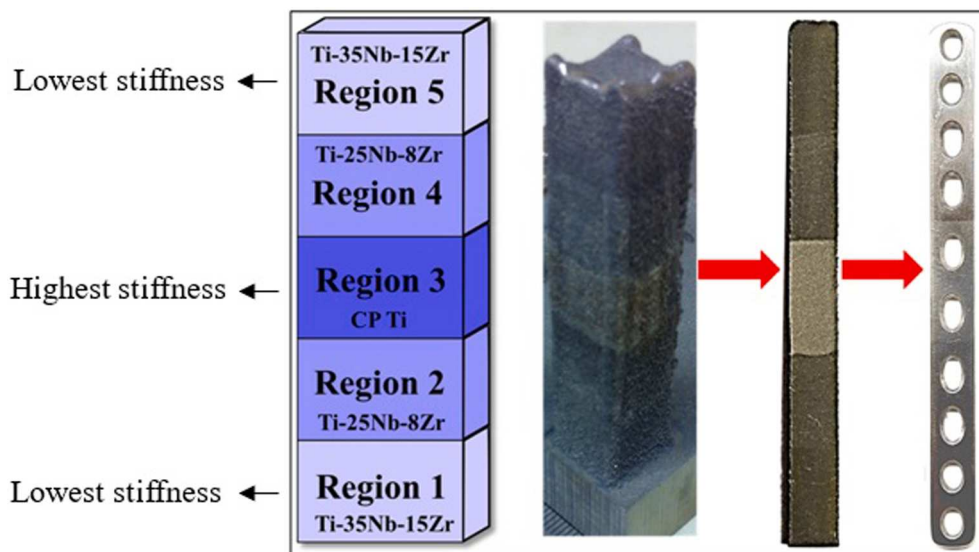 Ti-35Nb-15Zr
Lowest stiffness
Region 5
Ti-25Nb-8Zr
Region 4
Highest stiffness
Region 3
CP Ti
Region 2
Ti-25Nb-8Zr
Lowest stiffness
Region 1
Ti-35Nb-15Zr